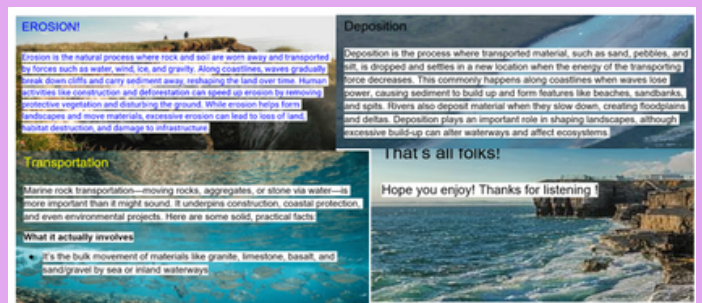 EROSION!
Erosion is the natural process where rock and soil are worn away and transported
by forces such as water, wind, ice, and gravity. Along coastlines, waves gradually
break down cliffs and carry sediment away, reshaping the land over time. Human
activities like construction and deforestation can speed up erosion by removing
protective vegetation and disturbing the ground. While erosion helps form
landscapes and move materials, excessive erosion can lead to loss of land,
habitat destruction, and damage to infrastructure.
Deposition
Deposition is the process where transported material, such as sand, pebbles, and
silt, is dropped and settles in a new location when the energy of the transporting
force decreases. This commonly happens along coastlines when waves lose
power, causing sediment to build up and form features like beaches, sandbanks,
and spits. Rivers also deposit material when they slow down, creating floodplains
and deltas. Deposition plays an important role in shaping landscapes, although
excessive build-up can alter waterways and affect ecosystems.
Transportation
Marine rock transportation—moving rocks, aggregates, or stone via water—is
more important than it might sound. It underpins construction, coastal protection,
and even environmental projects. Here are some solid, practical facts:
What it actually involves
● It's the bulk movement of materials like granite, limestone, basalt, and
sand/gravel by sea or inland waterways
That's all folks!
Hope you enjoy! Thanks for listening !